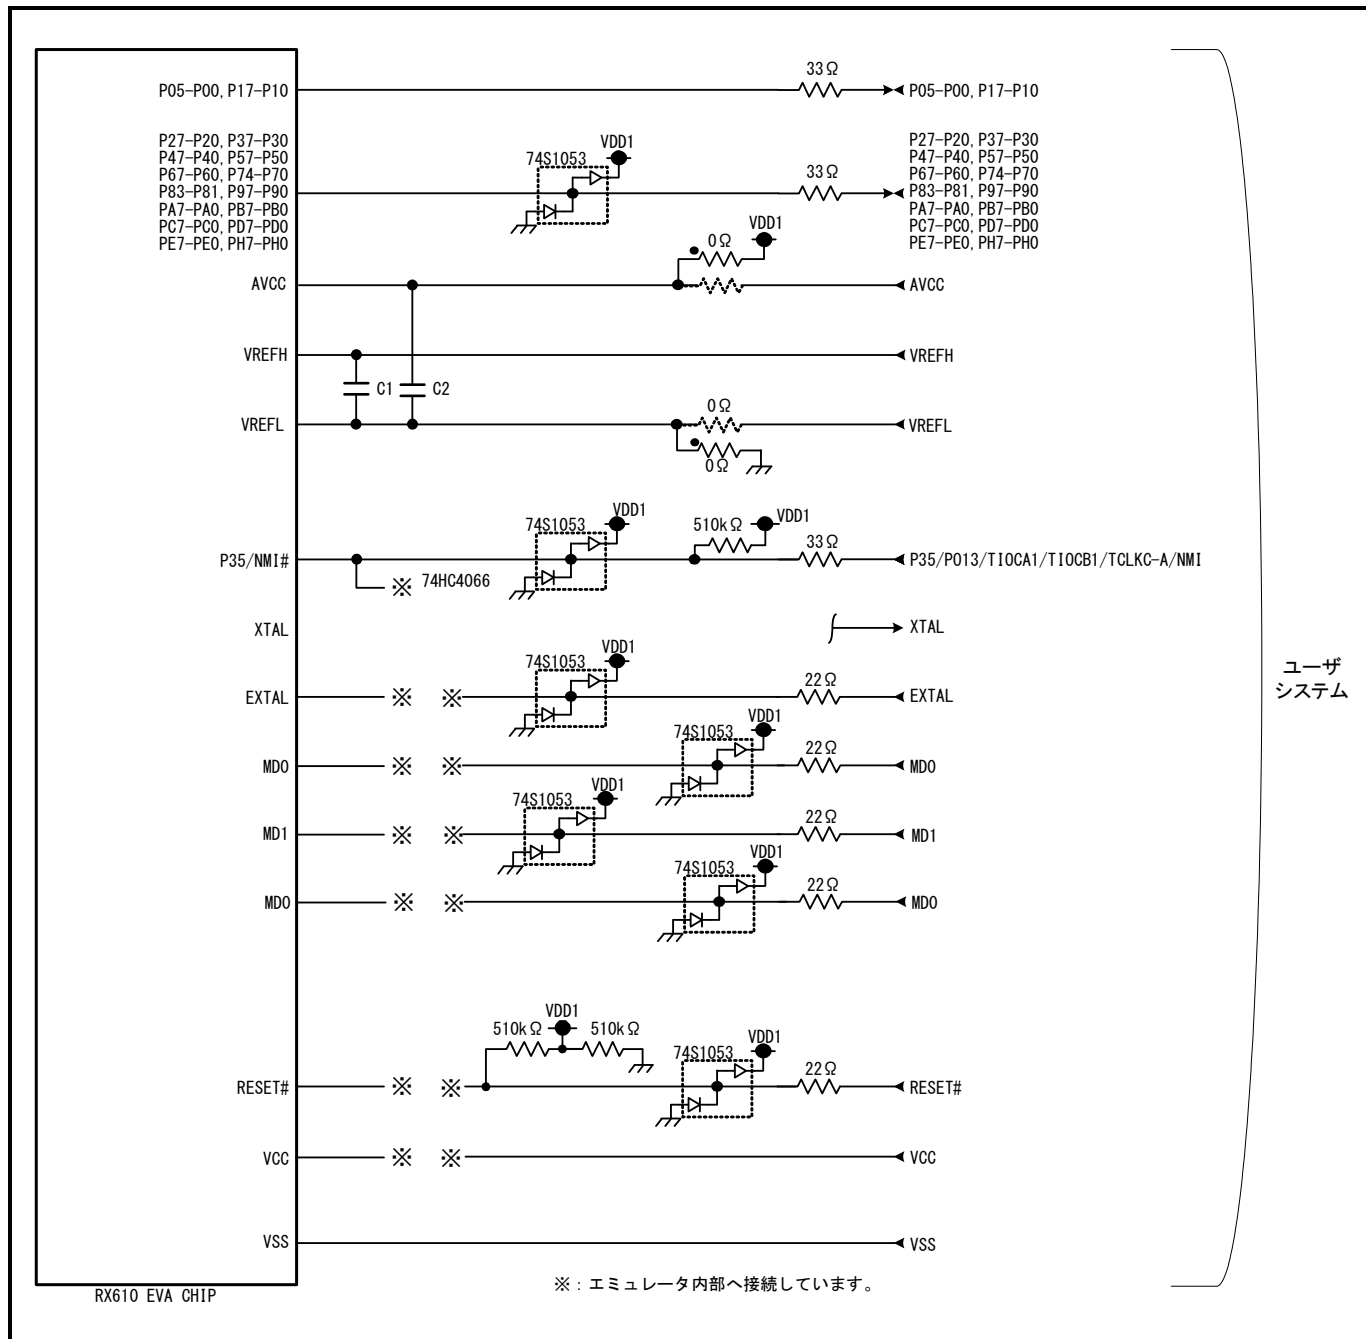 33Ω
P05-P00, P17-P10
P05-P00, P17-P10
P27-P20, P37-P30
P47-P40, P57-P50
P67-P60, P74-P70
P83-P81, P97-P90
PA7-PA0, PB7-PB0
PC7-PC0, PD7-PD0
PE7-PE0, PH7-PH0
74S1053
VDD1
33Ω
P27-P20, P37-P30
P47-P40, P57-P50
P67-P60, P74-P70
P83-P81, P97-P90
PA7-PA0, PB7-PB0
PC7-PC0, PD7-PD0
PE7-PE0, PH7-PH0
0Ω
VDD1
AVCC
AVCC
VREFH
VREFH
C1
C2
0Ω
VREFL
VREFL
0Ω
74S1053
VDD1
510kΩ
VDD1
33Ω
P35/NMI#
P35/PO13/TIOCA1/TIOCB1/TCLKC-A/NMI
※ 74HC4066
XTAL
XTAL
74S1053
VDD1
22Ω
EXTAL
※
※
EXTAL
ユーザ
システム
74S1053
VDD1
22Ω
MD0
※
※
MD0
74S1053
VDD1
22Ω
MD1
※
※
MD1
74S1053
VDD1
22Ω
MD0
※
※
MD0
510kΩ
VDD1
510kΩ
74S1053
VDD1
22Ω
RESET#
※
※
RESET#
VCC
※
※
VCC
VSS
VSS
※：エミュレータ内部へ接続しています。
RX610 EVA CHIP